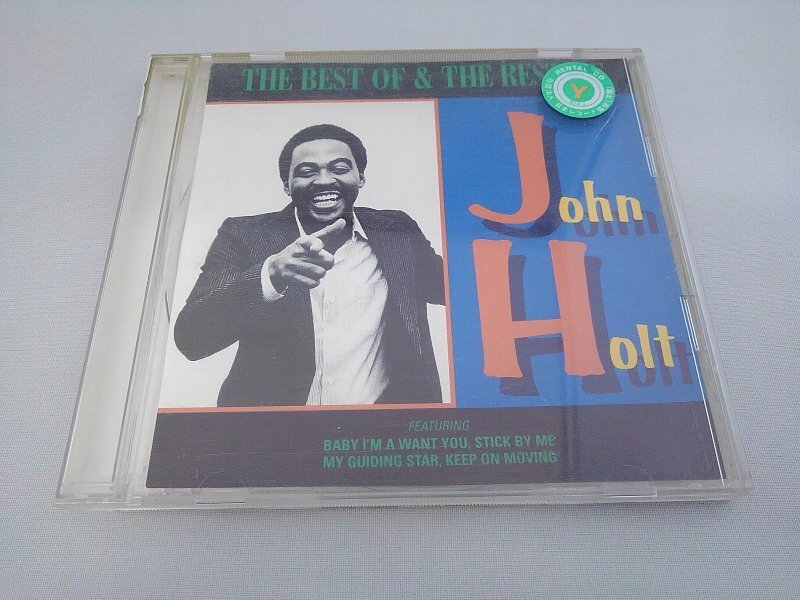 THE BEST OF & THE RES
RENTAL CD
Y
John
Holt
FEATURING
BABY I'M A WANT YOU, STICK BY ME
MY GUIDING STAR, KEEP ON MOVING